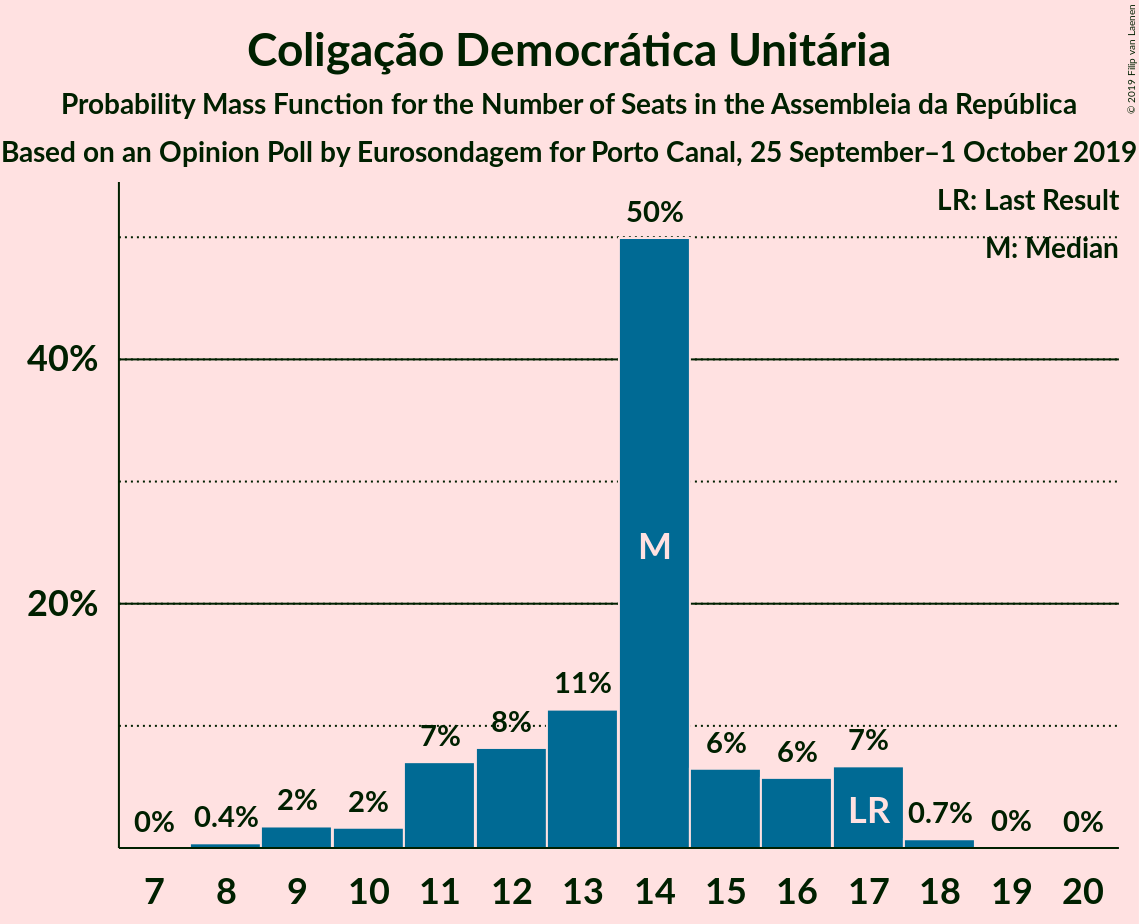 Coligação Democrática Unitária
Probability Mass Function for the Number of Seats in the Assembleia da República
Based on an Opinion Poll by Eurosondagem for Porto Canal, 25 September–1 October 2019
© 2019 Filip van Laenen
LR: Last Result
M: Median
40%
20%
0%
0.4%
2%
2%
7%
8%
11%
50%
6%
6%
7%
0.7%
0%
0%
M
LR
7 8 9 10 11 12 13 14 15 16 17 18 19 20